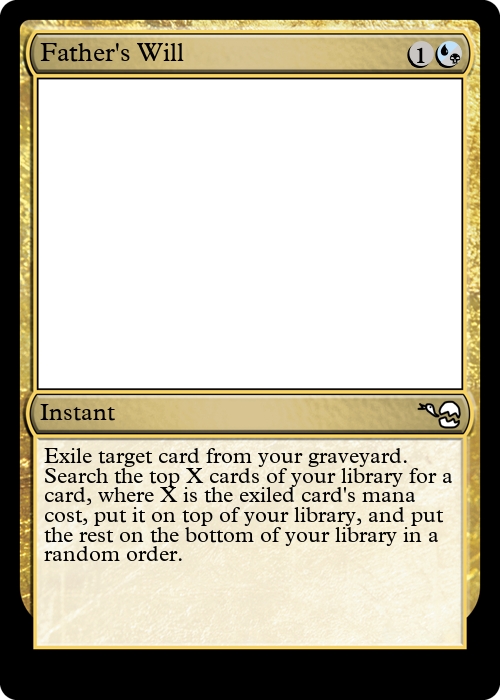 Father's Will 1
Instant
Exile target card from your graveyard.
Search the top X cards of your library for a
card, where X is the exiled card's mana
cost, put it on top of your library, and put
the rest on the bottom of your library in a
random order.